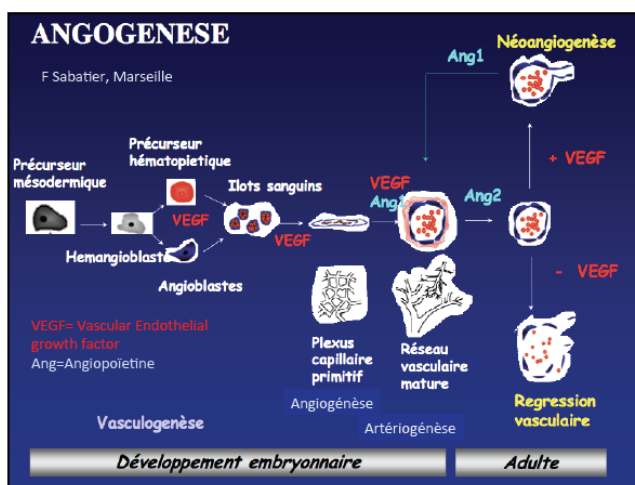 ANGOGENESE
F Sabatier, Marseille
Néoangiogenèse
Ang1
Précurseur
hématopietique
Précurseur
mésodermique
Ilots sanguins
VEGF
VEGF
Ang1
Ang2
+ VEGF
VEGF
Hemangioblaste
Angioblastes
- VEGF
VEGF= Vascular Endothelial
growth factor
Ang=Angiopoïetine
Plexus
capillaire
primitif
Réseau
vasculaire
mature
Regression
vasculaire
Angiogénèse
Artériogénèse
Vasculogenèse
Développement embryonnaire
Adulte